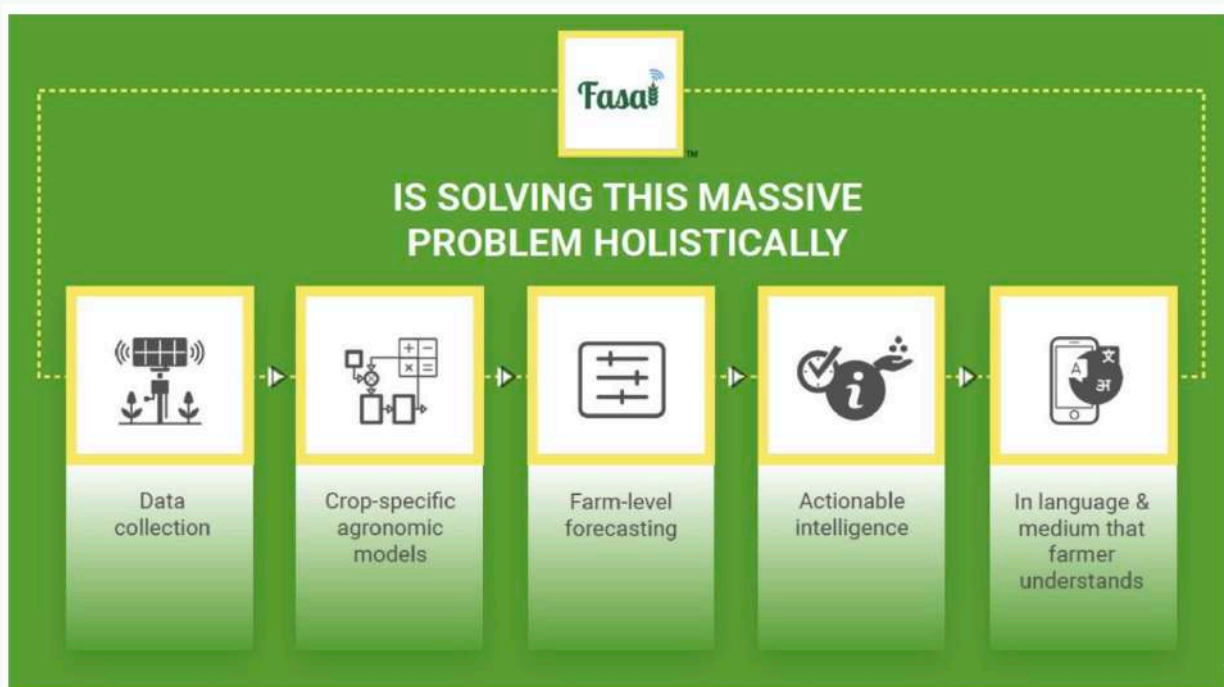 Fasal
™
IS SOLVING THIS MASSIVE
PROBLEM HOLISTICALLY
+ −
× =
i
A 文
अ
Data
collection
Crop-specific
agronomic
models
Farm-level
forecasting
Actionable
intelligence
In language &
medium that
farmer
understands